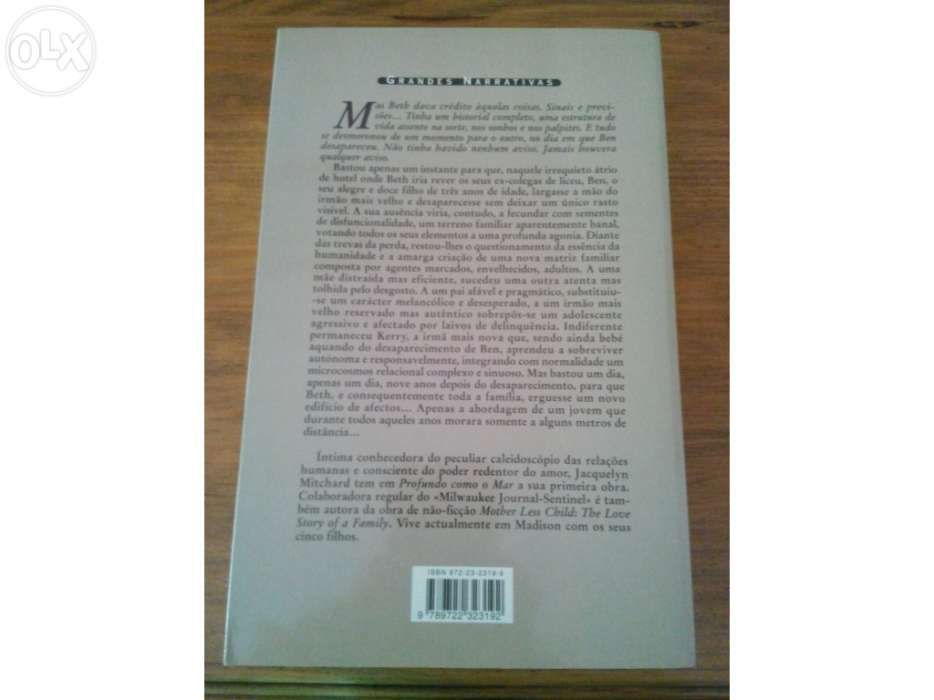 OLX
GRANDES NARRATIVAS
Mas Beth dava crédito àquelas coisas. Sinais e previ-
sões... Tinha um historial completo, uma estrutura de
vida assente na sorte, nos sonhos e nos palpites. E tudo
se desmoronou de um momento para o outro, no dia em que Ben
desapareceu. Não tinha havido nenhum aviso. Jamais houvera
qualquer aviso.
Bastou apenas um instante para que, naquele irrequieto átrio
de hotel onde Beth iria rever os seus ex-colegas de liceu, Ben, o
seu alegre e doce filho de três anos de idade, largasse a mão do
irmão mais velho e desaparecesse sem deixar um único rasto
visível. A sua ausência viria, contudo, a fecundar com sementes
de disfuncionalidade, um terreno familiar aparentemente banal,
votando todos os seus elementos a uma profunda agonia. Diante
das trevas da perda, restou-lhes o questionamento da essência da
humanidade e a amarga criação de uma nova matriz familiar
composta por agentes marcados, envelhecidos, adultos. A uma
mãe distraída mas eficiente, sucedeu uma outra atenta mas
tolhida pelo desgosto. A um pai afável e pragmático, substituiu-
-se um carácter melancólico e desesperado, a um irmão mais
velho reservado mas autêntico sobrepôs-se um adolescente
agressivo e afectado por laivos de delinquência. Indiferente
permaneceu Kerry, a irmã mais nova que, sendo ainda bebé
aquando do desaparecimento de Ben, aprendeu a sobreviver
autónoma e responsavelmente, integrando com normalidade um
microcosmos relacional complexo e sinuoso. Mas bastou um dia,
apenas um dia, nove anos depois do desaparecimento, para que
Beth, e consequentemente toda a família, erguesse um novo
edifício de afectos... Apenas a abordagem de um jovem que
durante todos aqueles anos morara somente a alguns metros de
distância...
Íntima conhecedora do peculiar caleidoscópio das relações
humanas e consciente do poder redentor do amor, Jacquelyn
Mitchard tem em Profundo como o Mar a sua primeira obra.
Colaboradora regular do «Milwaukee Journal-Sentinel» é tam-
bém autora da obra de não-ficção Mother Less Child: The Love
Story of a Family. Vive actualmente em Madison com os seus
cinco filhos.
ISBN 972-23-2319-9
9 789722 323192